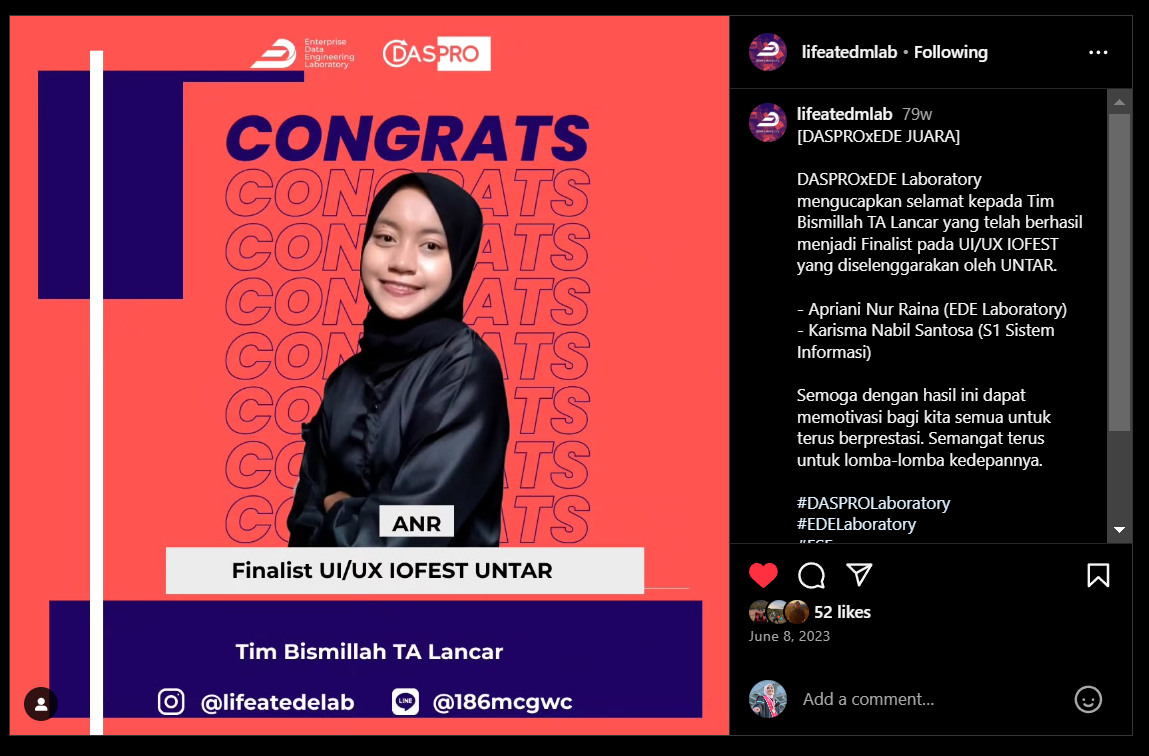 Enterprise
Data
Engineering
Laboratory
DASPRO
CONGRATS
CONGRATS
CONGRATS
CONGRATS
CONGRATS
CONGRATS
CONGRATS
CONGRATS
ANR
Finalist UI/UX IOFEST UNTAR
Tim Bismillah TA Lancar
@lifeatedelab
LINE
@186mcgwc
lifeatedmlab • Following
lifeatedmlab 79w
[DASPROxEDE JUARA]
DASPROxEDE Laboratory
mengucapkan selamat kepada Tim
Bismillah TA Lancar yang telah berhasil
menjadi Finalist pada UI/UX IOFEST
yang diselenggarakan oleh UNTAR.
- Apriani Nur Raina (EDE Laboratory)
- Karisma Nabil Santosa (S1 Sistem
Informasi)
Semoga dengan hasil ini dapat
memotivasi bagi kita semua untuk
terus berprestasi. Semangat terus
untuk lomba-lomba kedepannya.
#DASPROLaboratory
#EDELaboratory
52 likes
June 8, 2023
Add a comment...